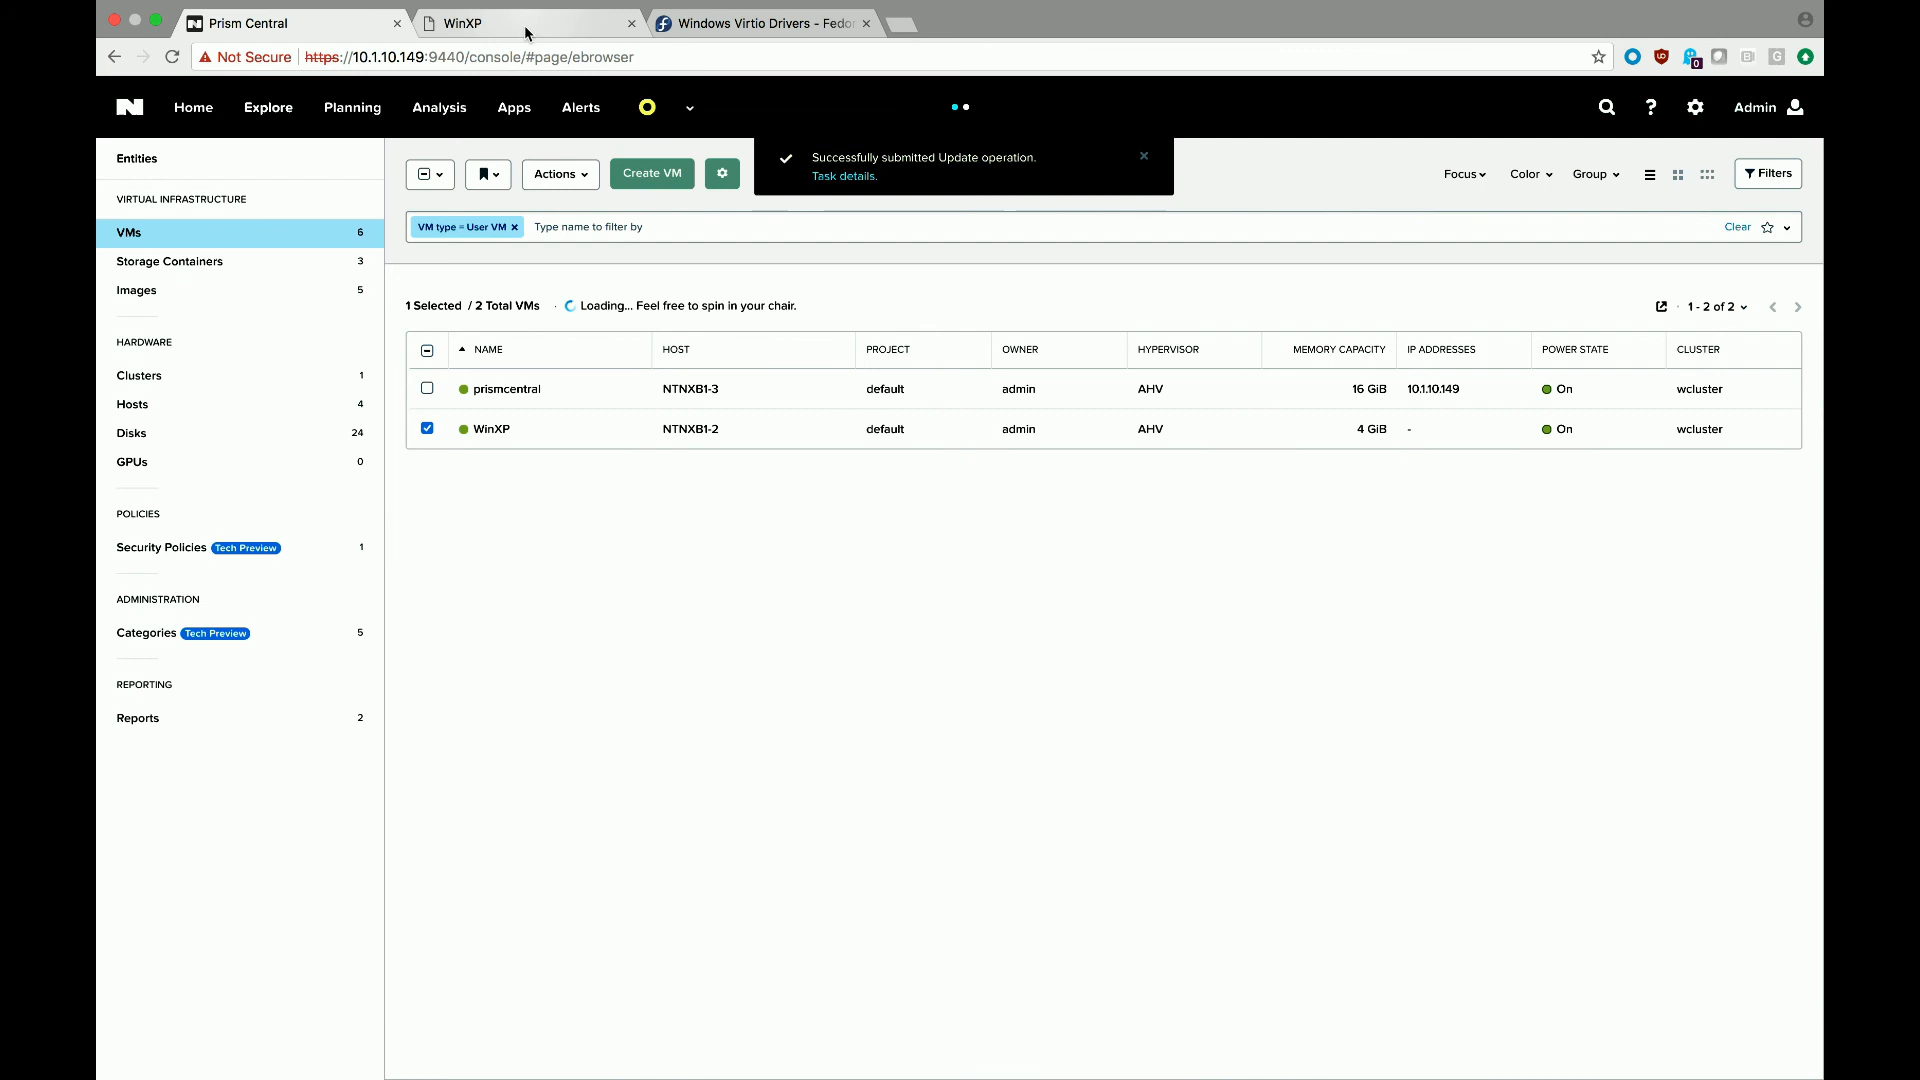 Prism Central
WinXP
Windows Virtio Drivers - Fedor
Not Secure https://10.1.10.149:9440/console/#page/ebrowser
0
Home Explore Planning Analysis Apps Alerts
? Admin
Entities
VIRTUAL INFRASTRUCTURE
VMs 6
Storage Containers 3
Images 5
HARDWARE
Clusters 1
Hosts 4
Disks 24
GPUs 0
POLICIES
Security Policies Tech Preview 1
ADMINISTRATION
Categories Tech Preview 5
REPORTING
Reports 2
Actions Create VM
Successfully submitted Update operation.
Task details.
Focus Color Group Filters
VM type = User VM × Type name to filter by Clear
1 Selected / 2 Total VMs · Loading... Feel free to spin in your chair.
· 1 - 2 of 2
NAME HOST PROJECT OWNER HYPERVISOR MEMORY CAPACITY IP ADDRESSES POWER STATE CLUSTER
prismcentral NTNXB1-3 default admin AHV 16 GiB 10.1.10.149 On wcluster
WinXP NTNXB1-2 default admin AHV 4 GiB - On wcluster